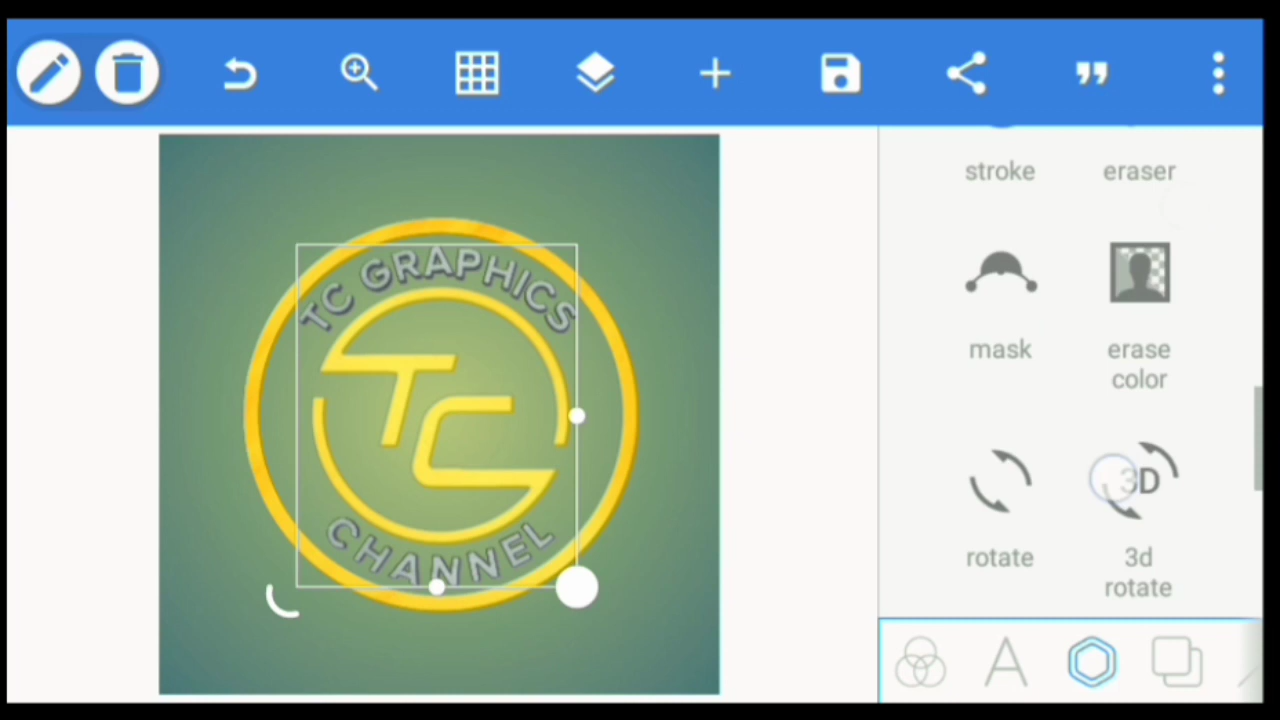 stroke
eraser
mask
erase
color
3D
rotate
3d
rotate
TC GRAPHICS
TC
CHANNEL
A